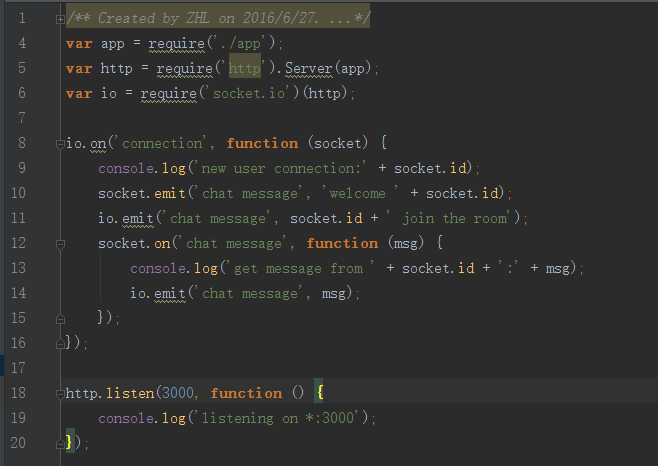 1 /** Created by ZHL on 2016/6/27. ...*/
4 var app = require('./app');
5 var http = require('http').Server(app);
6 var io = require('socket.io')(http);
7
8 io.on('connection', function (socket) {
9 console.log('new user connection:' + socket.id);
10 socket.emit('chat message', 'welcome ' + socket.id);
11 io.emit('chat message', socket.id + ' join the room');
12 socket.on('chat message', function (msg) {
13 console.log('get message from ' + socket.id + ':' + msg);
14 io.emit('chat message', msg);
15 });
16 });
17
18 http.listen(3000, function () {
19 console.log('listening on *:3000');
20 });